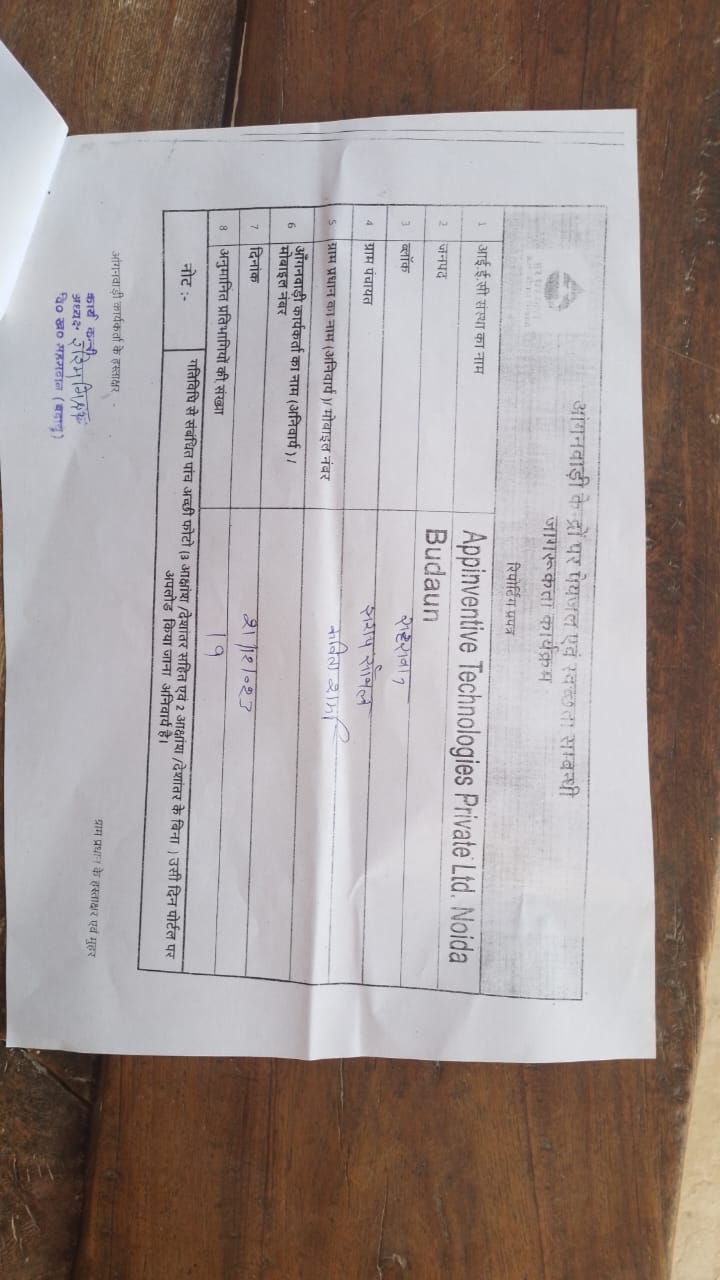 आंगनवाड़ी केन्द्रों पर पेयजल एवं स्वच्छता सम्बन्धी
जागरूकता कार्यक्रम
रिपोर्टिंग प्रपत्र
1 आई.ई.सी संस्था का नाम Appinventive Technologies Private Ltd. Noida
2 जनपद Budaun
3 ब्लॉक सहसवान
4 ग्राम पंचायत
5 ग्राम प्रधान का नाम (अनिवार्य )/ मोबाइल नंबर
6 आँगनवाड़ी कार्यकर्ता का नाम (अनिवार्य )/
मोबाइल नंबर
7 दिनांक
8 अनुमानित प्रतिभागियों की संख्या 19
नोट :- गतिविधि से संबंधित पांच अच्छी फोटो (3 आक्षांश /देशांतर सहित एवं 2 आक्षांश /देशांतर के बिना ) उसी दिन पोर्टल पर
अपलोड किया जाना अनिवार्य है।
आंगनवाड़ी कार्यकर्ता के हस्ताक्षर -
ग्राम प्रधान के हस्ताक्षर एवं मुहर